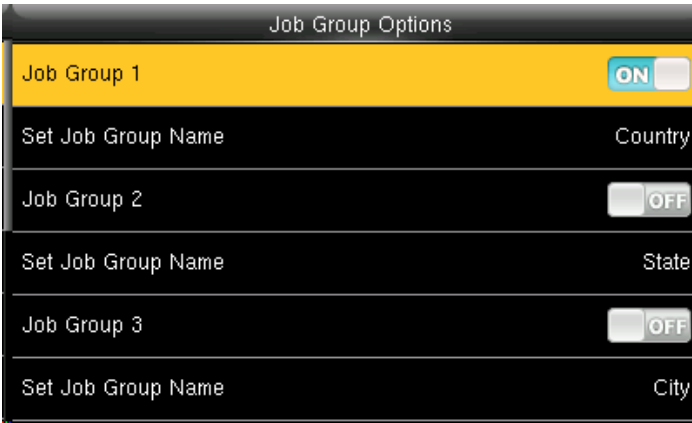 Job Group Options
Job Group 1 ON
Set Job Group Name Country
Job Group 2 OFF
Set Job Group Name State
Job Group 3 OFF
Set Job Group Name City